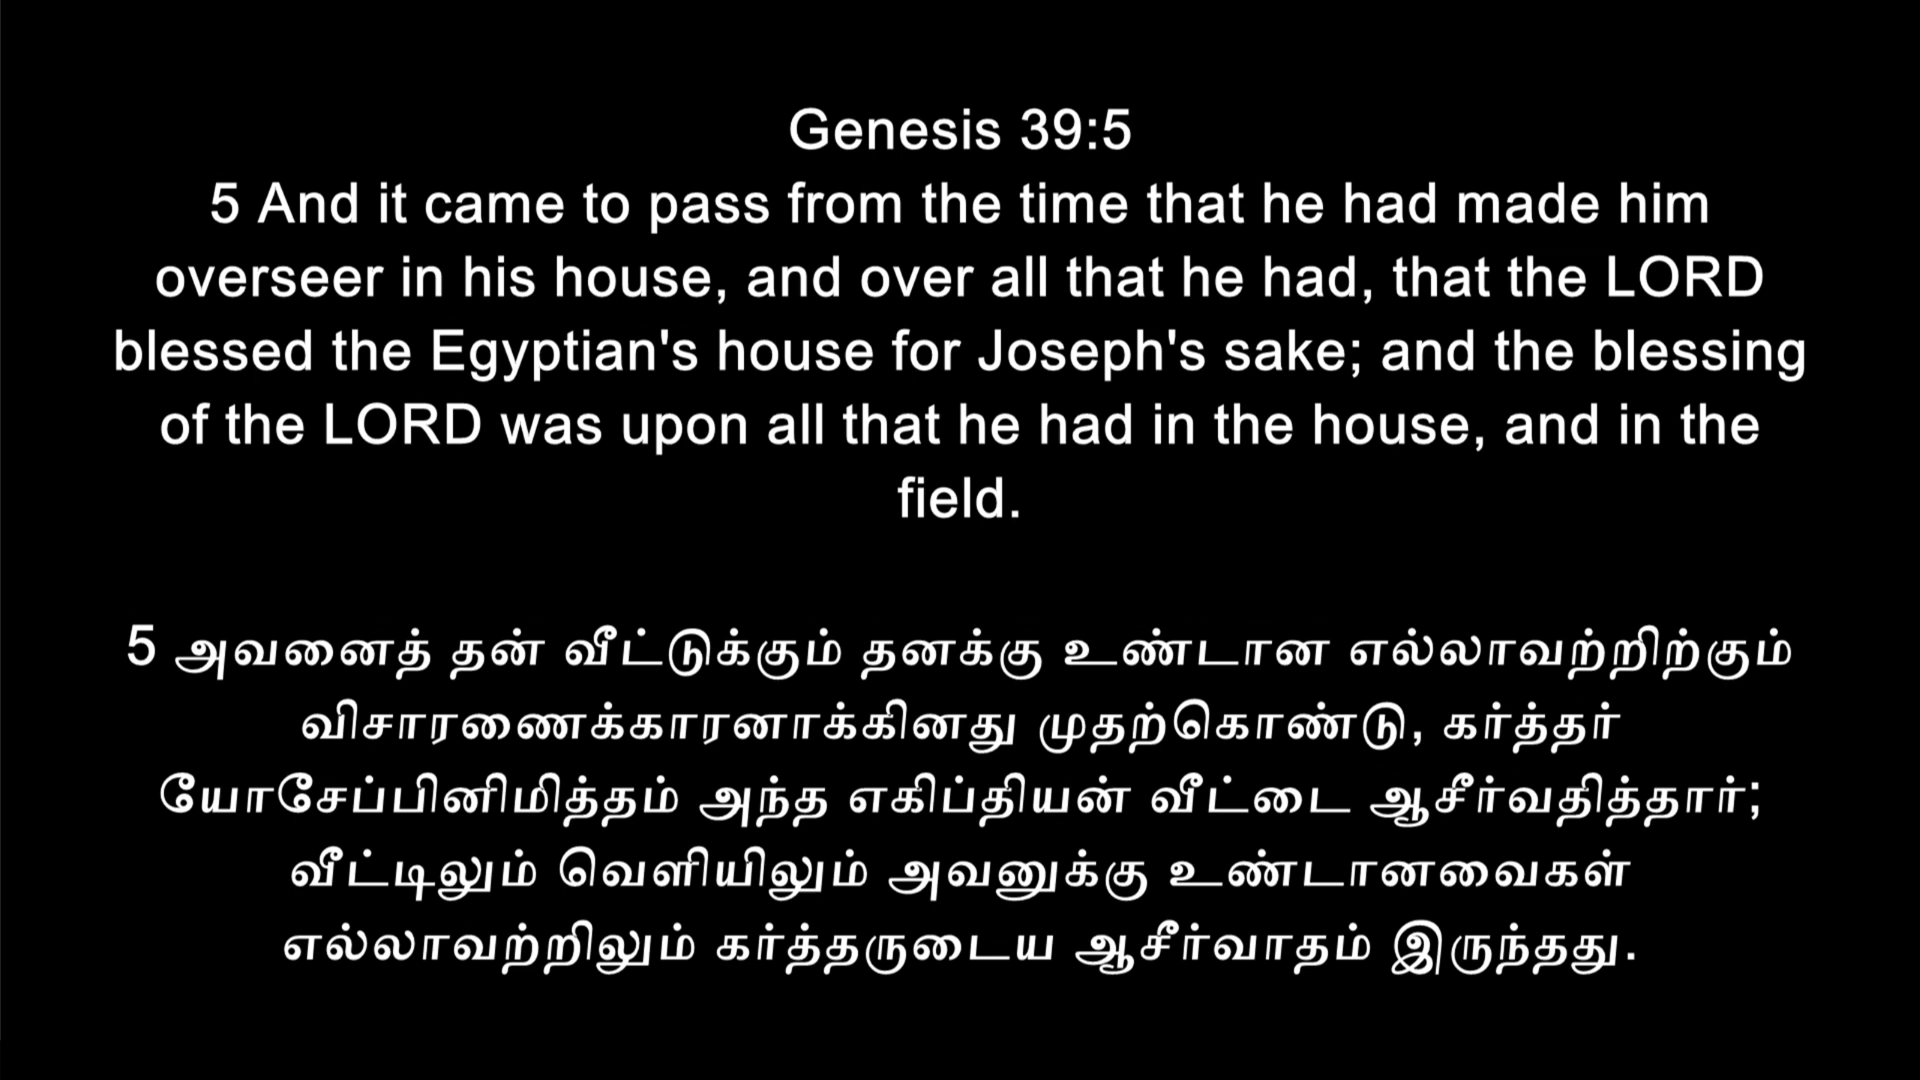 Genesis 39:5
5 And it came to pass from the time that he had made him
overseer in his house, and over all that he had, that the LORD
blessed the Egyptian's house for Joseph's sake; and the blessing
of the LORD was upon all that he had in the house, and in the
field.
5 அவனைத் தன் வீட்டுக்கும் தனக்கு உண்டான எல்லாவற்றிற்கும்
விசாரணைக்காரனாக்கினது முதற்கொண்டு, கர்த்தர்
யோசேப்பினிமித்தம் அந்த எகிப்தியன் வீட்டை ஆசீர்வதித்தார்;
வீட்டிலும் வெளியிலும் அவனுக்கு உண்டானவைகள்
எல்லாவற்றிலும் கர்த்தருடைய ஆசீர்வாதம் இருந்தது.